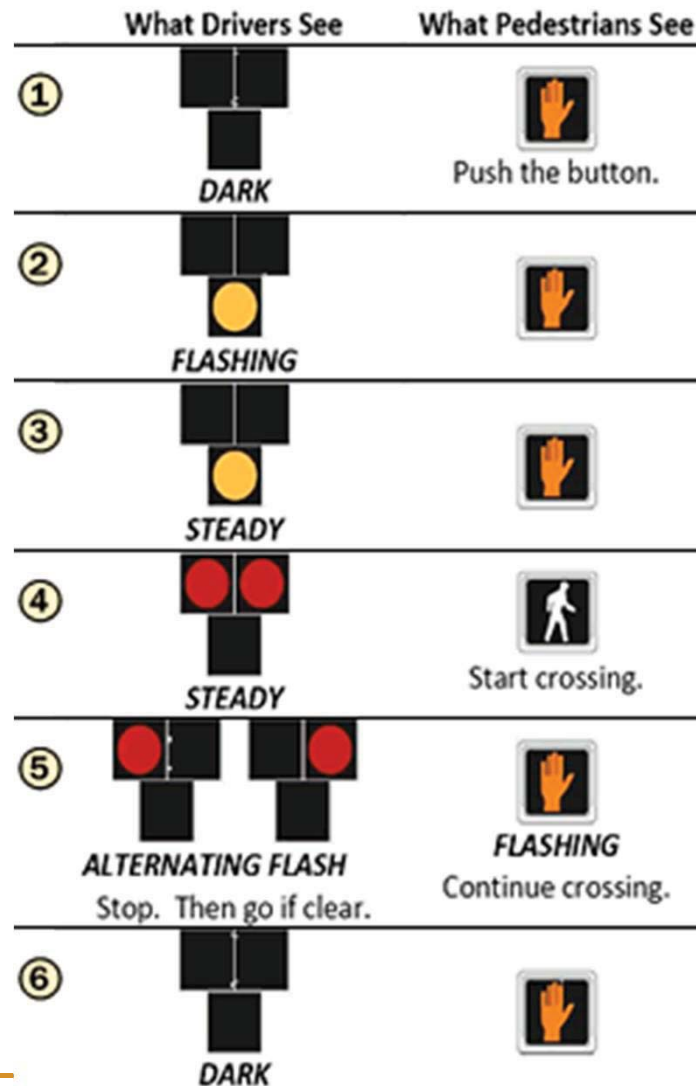 What Drivers See What Pedestrians See
1
Push the button.
DARK
2
FLASHING
3
STEADY
4
Start crossing.
STEADY
5
FLASHING
ALTERNATING FLASH
Continue crossing.
Stop. Then go if clear.
6
DARK